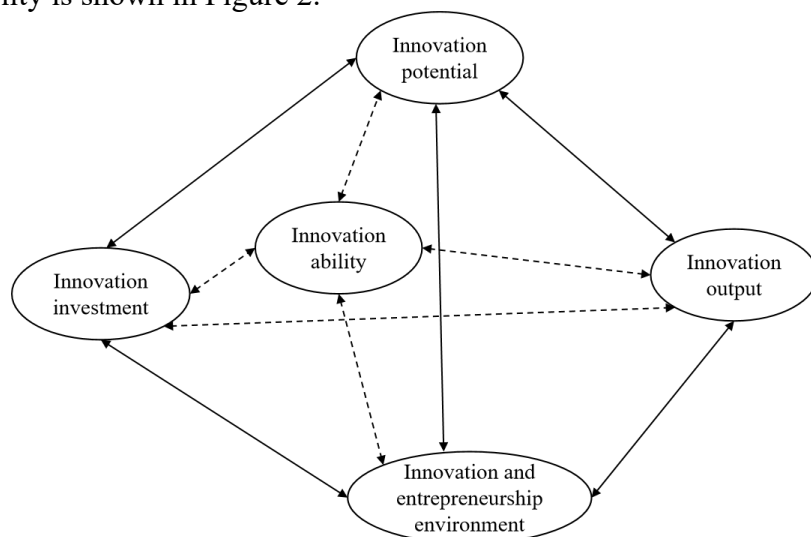 ity is shown in Figure 2.
Innovation
potential
Innovation
ability
Innovation
investment
Innovation
output
Innovation and
entrepreneurship
environment